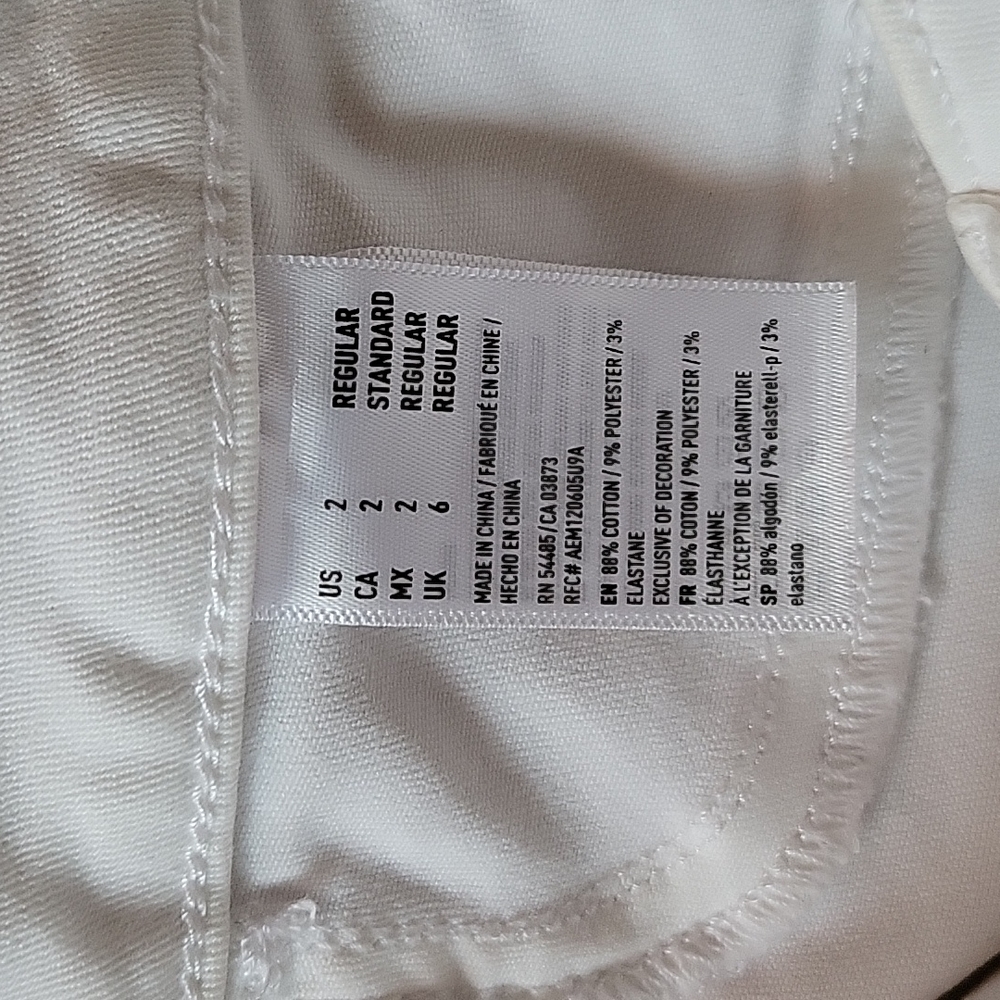 US 2 REGULAR
CA 2 STANDARD
MX 2 REGULAR
UK 6 REGULAR
MADE IN CHINA / FABRIQUÉ EN CHINE /
HECHO EN CHINA
RN 54485/CA 03873
RFC# AEM120605U9A
EN 88% COTTON / 9% POLYESTER / 3%
ELASTANE
EXCLUSIVE OF DECORATION
FR 88% COTON / 9% POLYESTER / 3%
ÉLASTHANNE
À L'EXCEPTION DE LA GARNITURE
SP 88% algodón / 9% elasterell-p / 3%
elastano